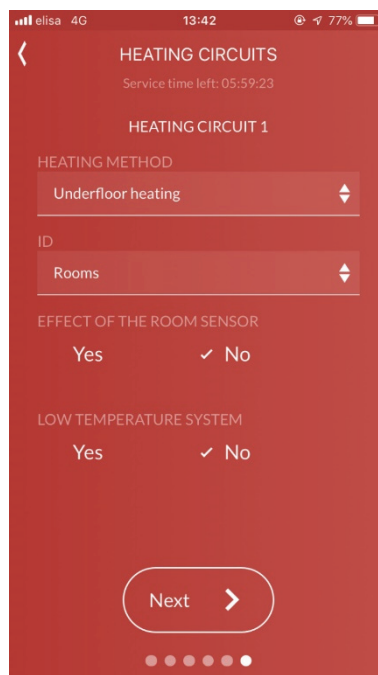 elisa 4G 13:42 77%
HEATING CIRCUITS
Service time left: 05:59:23
HEATING CIRCUIT 1
HEATING METHOD
Underfloor heating
ID
Rooms
EFFECT OF THE ROOM SENSOR
Yes No
LOW TEMPERATURE SYSTEM
Yes No
Next